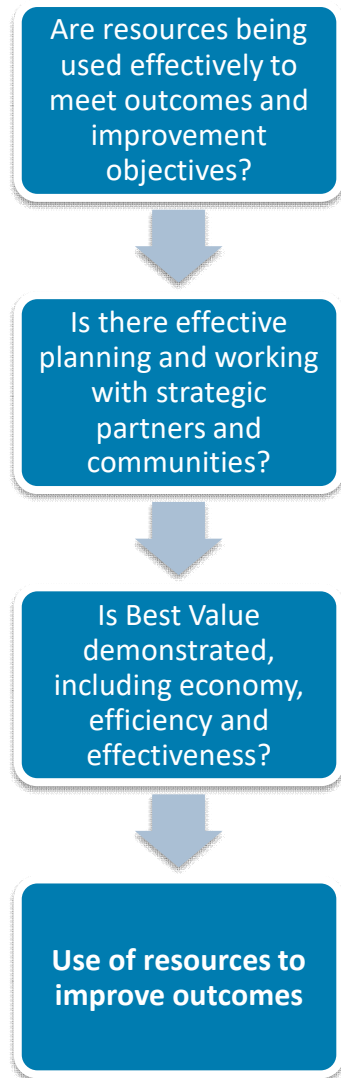 Are resources being
used effectively to
meet outcomes and
improvement
objectives?
Is there effective
planning and working
with strategic
partners and
communities?
Is Best Value
demonstrated,
including economy,
efficiency and
effectiveness?
Use of resources to
improve outcomes